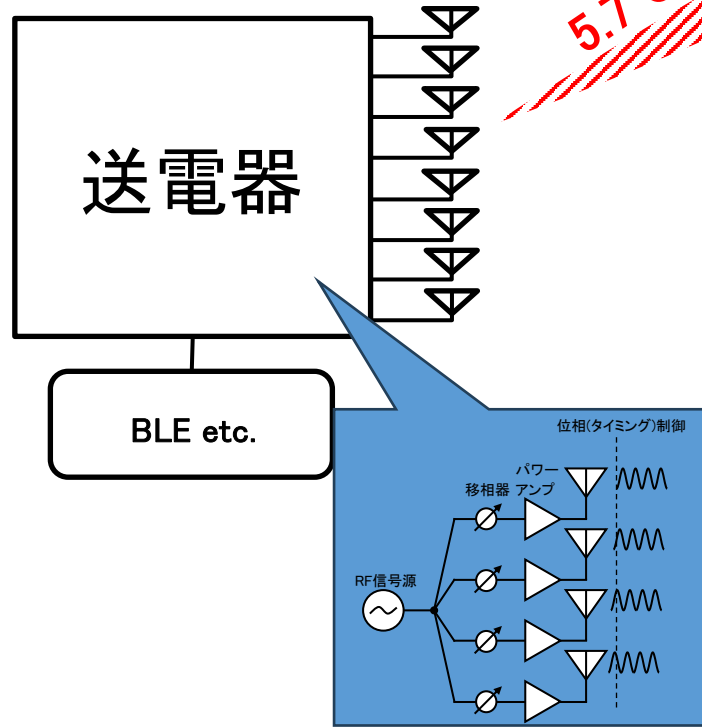 5.7
送電器
BLE etc.
位相(タイミング)制御
パワー
移相器 アンプ
RF信号源